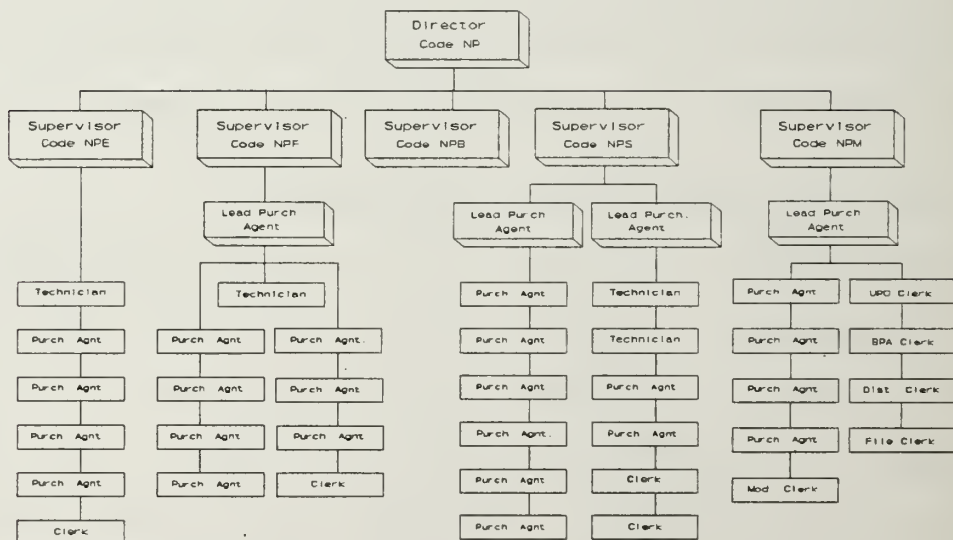 Director
Code NP
Supervisor
Code NPE
Supervisor
Code NPF
Supervisor
Code NPB
Supervisor
Code NPS
Supervisor
Code NPM
Lead Purch
Agent
Lead Purch
Agent
Lead Purch.
Agent
Lead Purch
Agent
Technician
Purch Agnt
Purch Agnt
Purch Agnt
Purch Agnt
Clerk
Technician
Purch Agnt
Purch Agnt
Purch Agnt
Purch Agnt
Purch Agnt.
Purch Agnt
Purch Agnt
Clerk
Purch Agnt
Purch Agnt
Purch Agnt
Purch Agnt.
Purch Agnt
Purch Agnt
Technician
Technician
Purch Agnt
Purch Agnt
Clerk
Clerk
Purch Agnt
Purch Agnt
Purch Agnt
Purch Agnt
Mod Clerk
UPO Clerk
BPA Clerk
Dist Clerk
File Clerk